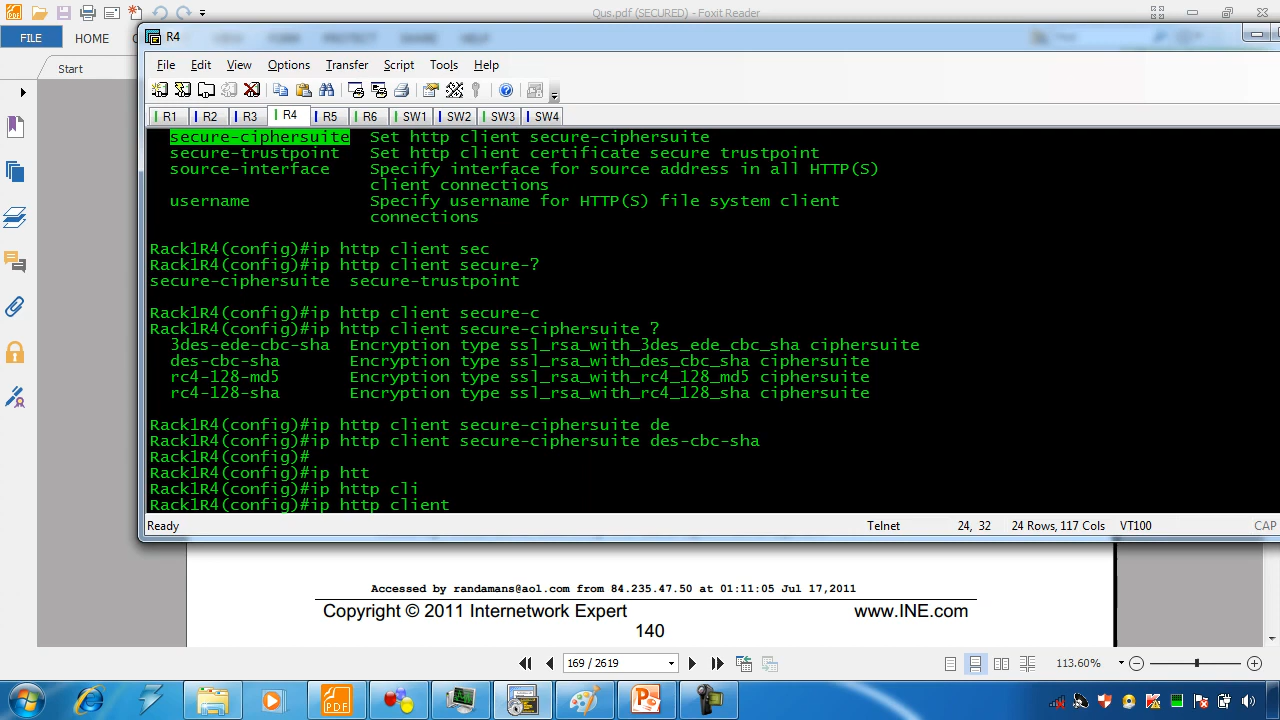 Qus.pdf (SECURED) - Foxit Reader
FILE
HOME
Start
R4
File Edit View Options Transfer Script Tools Help
R1 R2 R3 R4 R5 R6 SW1 SW2 SW3 SW4
secure-ciphersuite Set http client secure-ciphersuite
secure-trustpoint Set http client certificate secure trustpoint
source-interface Specify interface for source address in all HTTP(S)
client connections
username Specify username for HTTP(S) file system client
connections
Rack1R4(config)#ip http client sec
Rack1R4(config)#ip http client secure-?
secure-ciphersuite secure-trustpoint
Rack1R4(config)#ip http client secure-c
Rack1R4(config)#ip http client secure-ciphersuite ?
3des-ede-cbc-sha Encryption type ssl_rsa_with_3des_ede_cbc_sha ciphersuite
des-cbc-sha Encryption type ssl_rsa_with_des_cbc_sha ciphersuite
rc4-128-md5 Encryption type ssl_rsa_with_rc4_128_md5 ciphersuite
rc4-128-sha Encryption type ssl_rsa_with_rc4_128_sha ciphersuite
Rack1R4(config)#ip http client secure-ciphersuite de
Rack1R4(config)#ip http client secure-ciphersuite des-cbc-sha
Rack1R4(config)#
Rack1R4(config)#ip htt
Rack1R4(config)#ip http cli
Rack1R4(config)#ip http client
Ready Telnet 24, 32 24 Rows, 117 Cols VT100 CAP
Accessed by randamans@aol.com from 84.235.47.50 at 01:11:05 Jul 17,2011
Copyright © 2011 Internetwork Expert www.INE.com
140
169 / 2619 113.60%
PDF